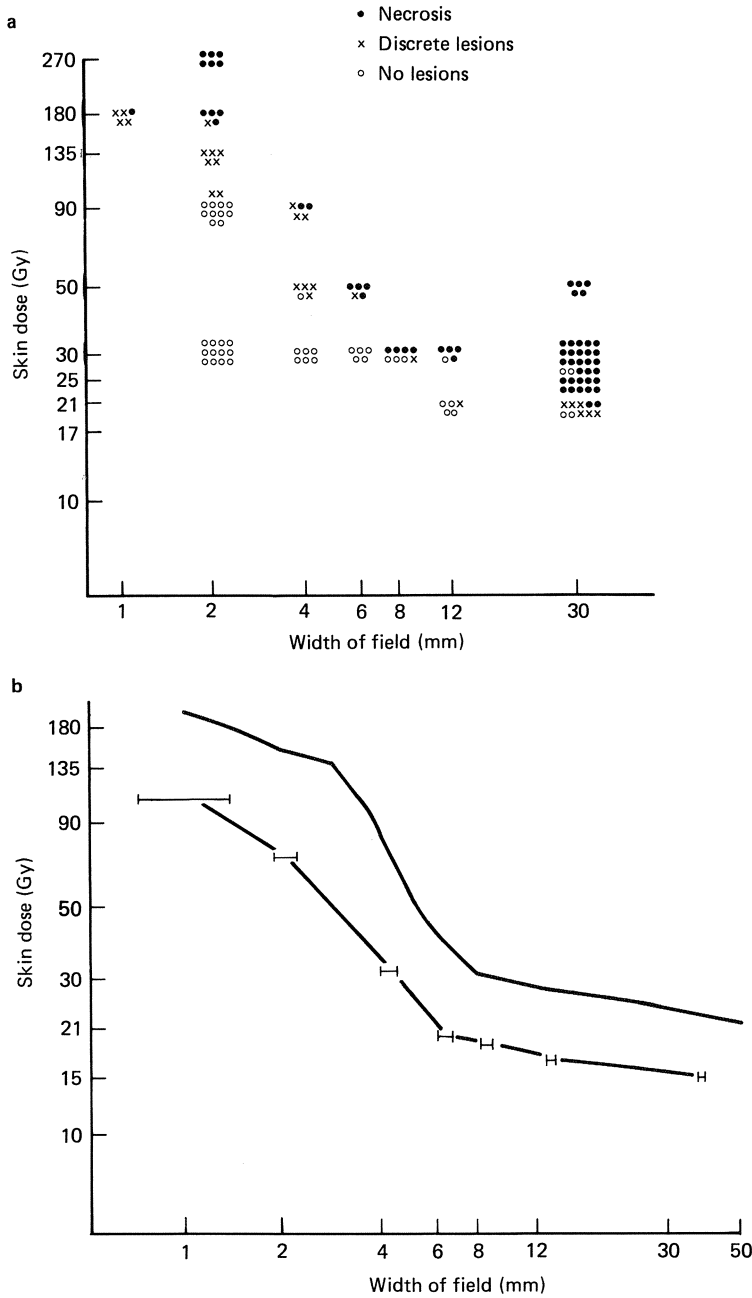 a
● Necrosis
x Discrete lesions
○ No lesions
270
180
135
90
50
30
25
21
17
10
Skin dose (Gy)
1 2 4 6 8 12 30
Width of field (mm)
b
180
135
90
50
30
21
15
10
Skin dose (Gy)
1 2 4 6 8 12 30 50
Width of field (mm)